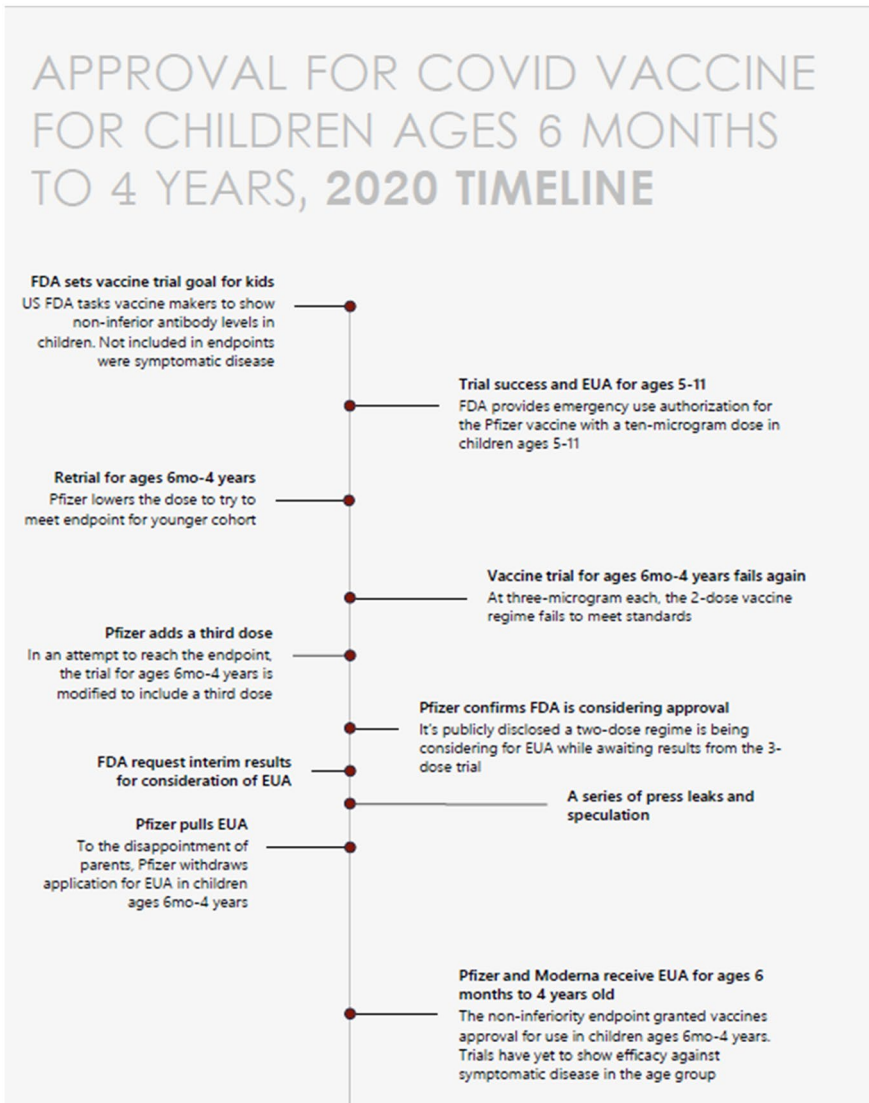 APPROVAL FOR COVID VACCINE
FOR CHILDREN AGES 6 MONTHS
TO 4 YEARS, 2020 TIMELINE
FDA sets vaccine trial goal for kids
US FDA tasks vaccine makers to show
non-inferior antibody levels in
children. Not included in endpoints
were symptomatic disease
Trial success and EUA for ages 5-11
FDA provides emergency use authorization for
the Pfizer vaccine with a ten-microgram dose in
children ages 5-11
Retrial for ages 6mo-4 years
Pfizer lowers the dose to try to
meet endpoint for younger cohort
Vaccine trial for ages 6mo-4 years fails again
At three-microgram each, the 2-dose vaccine
regime fails to meet standards
Pfizer adds a third dose
In an attempt to reach the endpoint,
the trial for ages 6mo-4 years is
modified to include a third dose
Pfizer confirms FDA is considering approval
It's publicly disclosed a two-dose regime is being
considering for EUA while awaiting results from the 3-
dose trial
FDA request interim results
for consideration of EUA
A series of press leaks and
speculation
Pfizer pulls EUA
To the disappointment of
parents, Pfizer withdraws
application for EUA in children
ages 6mo-4 years
Pfizer and Moderna receive EUA for ages 6
months to 4 years old
The non-inferiority endpoint granted vaccines
approval for use in children ages 6mo-4 years.
Trials have yet to show efficacy against
symptomatic disease in the age group